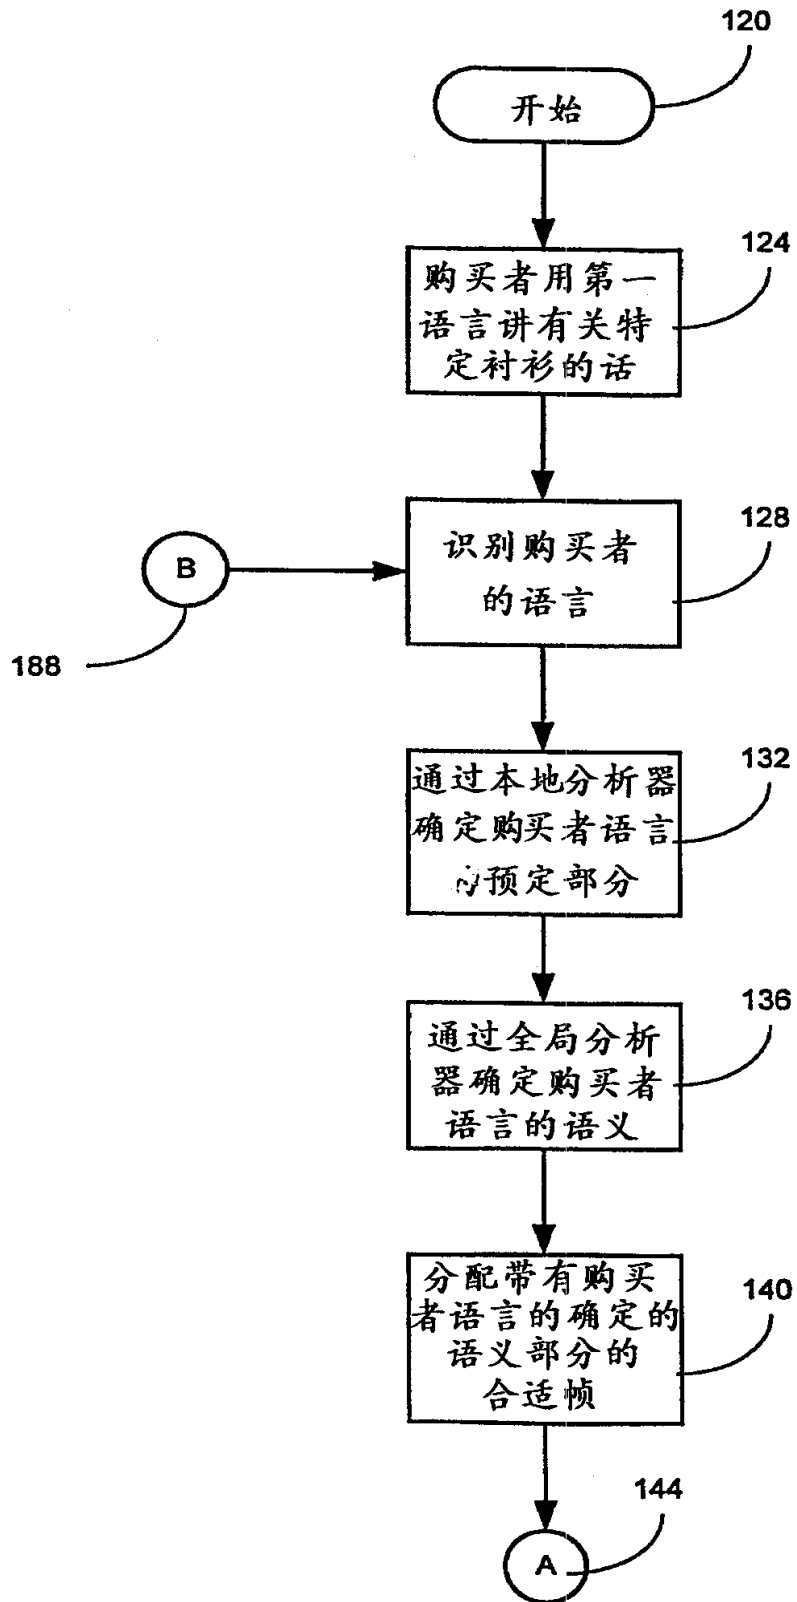 120
开始
124
购买者用第一
语言讲有关特
定衬衫的话
128
识别购买者
的语言
B
188
132
通过本地分析器
确定购买者语言
预定部分
136
通过全局分析
器确定购买者
语言的语义
140
分配带有购买
者语言的确定的
语义部分的
合适帧
144
A